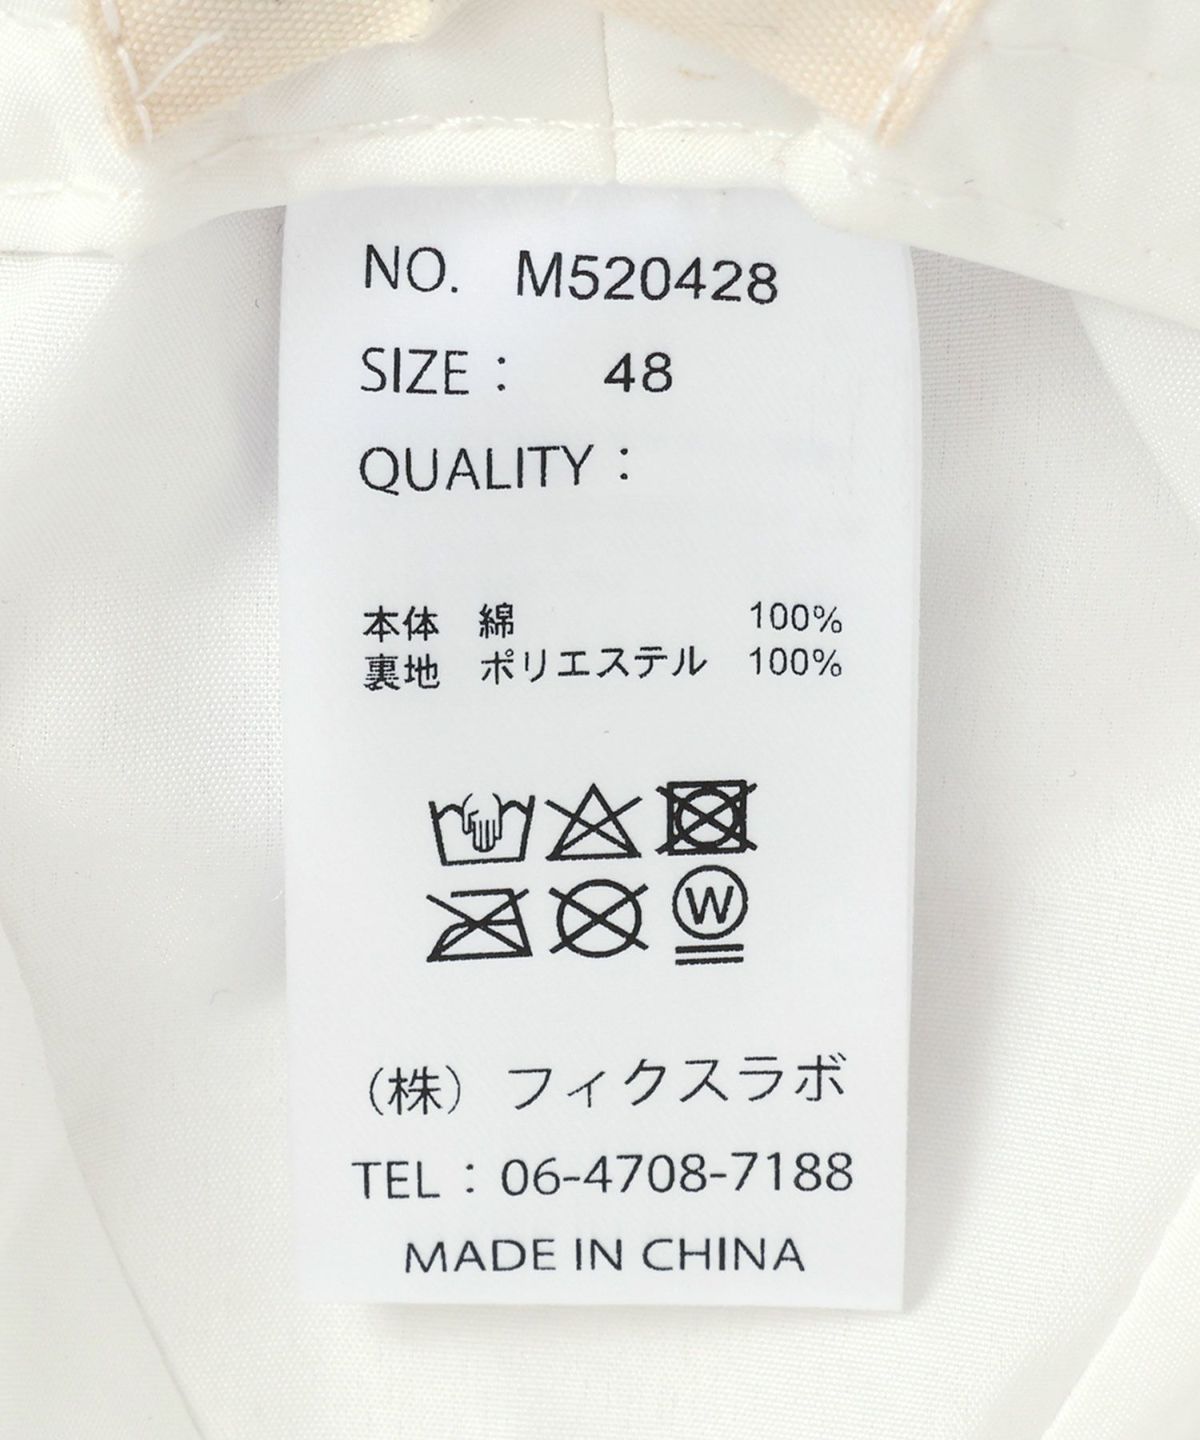 NO. M520428
SIZE : 48
QUALITY :
本体 綿 100%
裏地 ポリエステル 100%
W
(株) フィクスラボ
TEL : 06-4708-7188
MADE IN CHINA